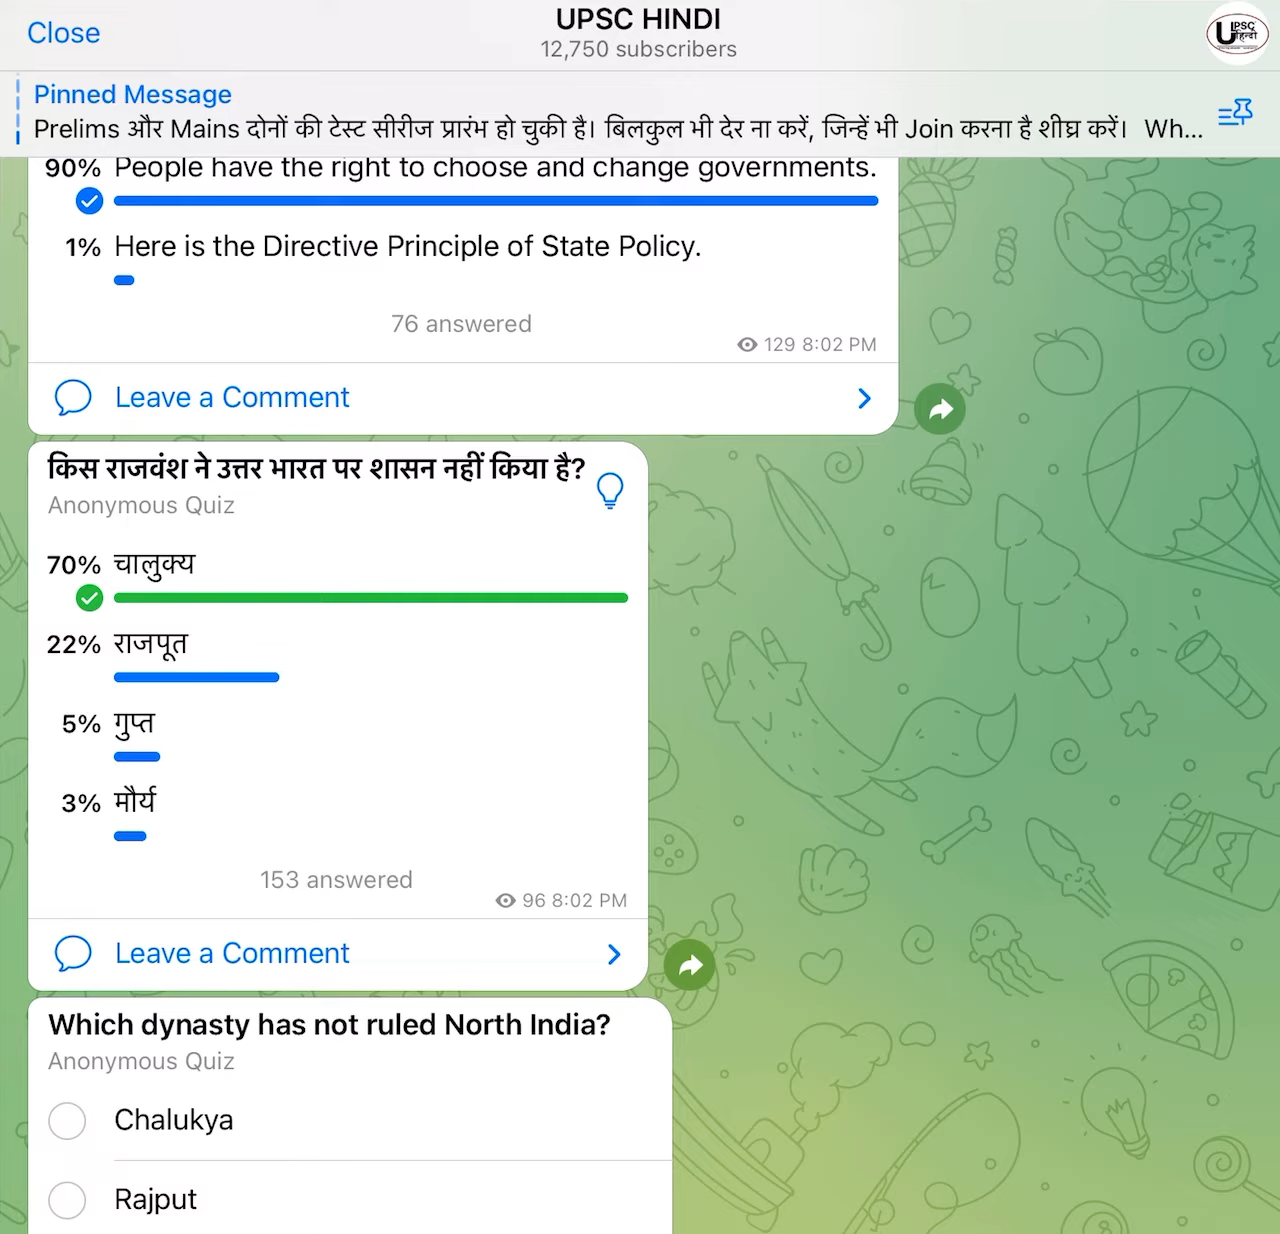 Close
UPSC HINDI
12,750 subscribers
UPSC
हिन्दी
Pinned Message
Prelims और Mains दोनों की टेस्ट सीरीज प्रारंभ हो चुकी है। बिलकुल भी देर ना करें, जिन्हें भी Join करना है शीघ्र करें। Wh...
90% People have the right to choose and change governments.
1% Here is the Directive Principle of State Policy.
76 answered
129 8:02 PM
Leave a Comment
किस राजवंश ने उत्तर भारत पर शासन नहीं किया है?
Anonymous Quiz
70% चालुक्य
22% राजपूत
5% गुप्त
3% मौर्य
153 answered
96 8:02 PM
Leave a Comment
Which dynasty has not ruled North India?
Anonymous Quiz
Chalukya
Rajput